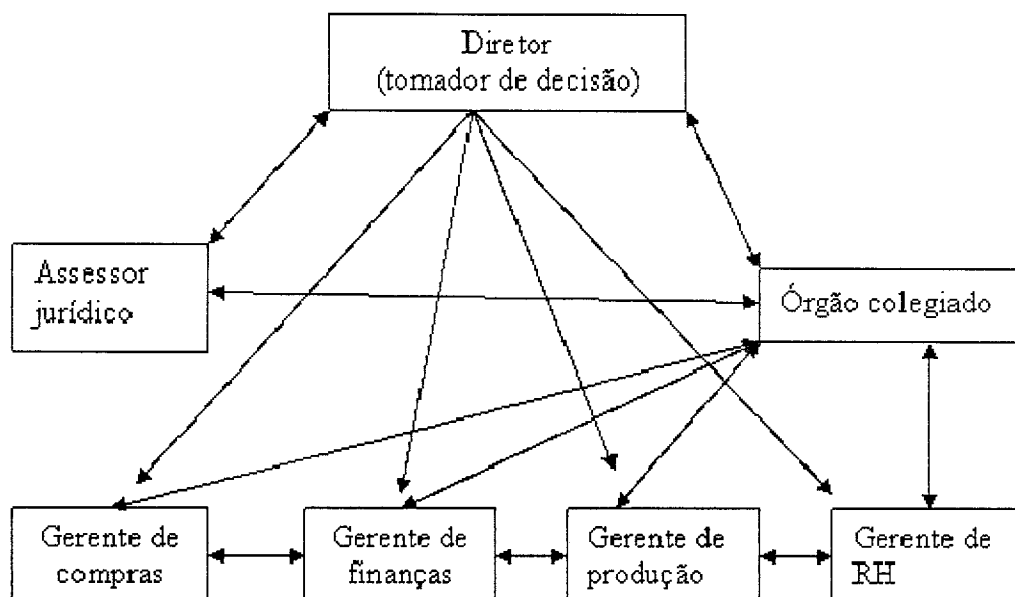 Diretor
(tomador de decisão)
Assessor
jurídico
Órgão colegiado
Gerente de
compras
Gerente de
finanças
Gerente de
produção
Gerente de
RH